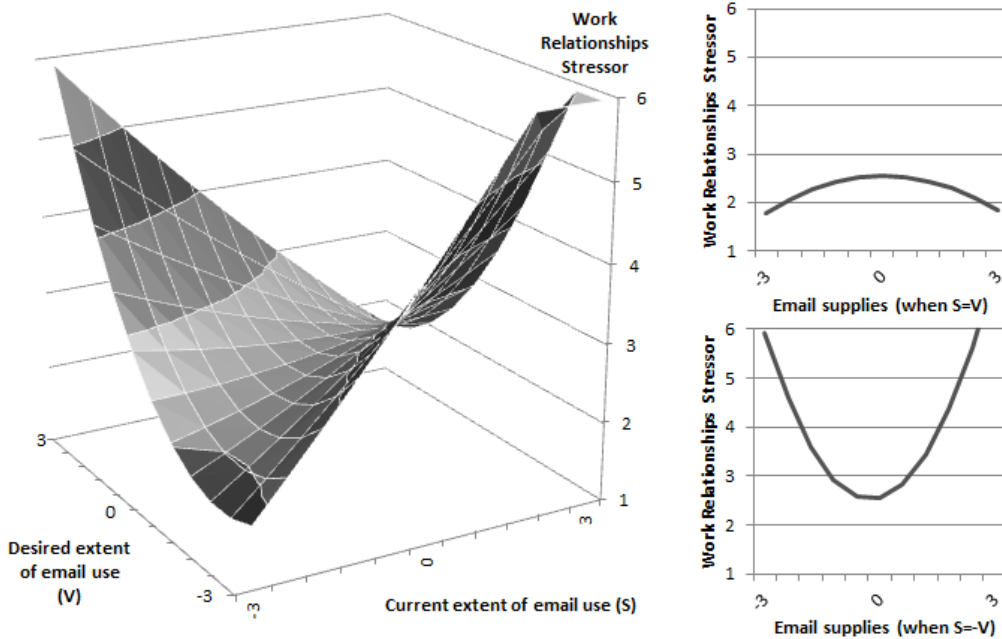 Work
Relationships
Stressor
6
5
4
3
2
1
3
0
-3
Desired extent
of email use
(V)
-3
0
3
Current extent of email use (S)
Work Relationships Stressor
6
5
4
3
2
1
-3
0
3
Email supplies (when S=V)
Work Relationships Stressor
6
5
4
3
2
1
-3
0
3
Email supplies (when S=-V)